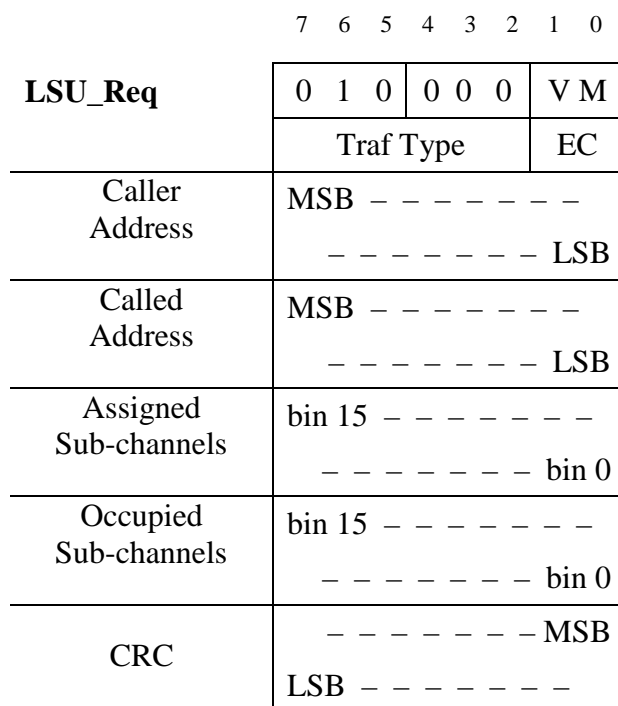 7 6 5 4 3 2 1 0
LSU_Req 0 1 0 0 0 0 V M
Traf Type EC
Caller
Address
MSB – – – – – – –
– – – – – – – LSB
Called
Address
MSB – – – – – – –
– – – – – – – LSB
Assigned
Sub-channels
bin 15 – – – – – – –
– – – – – – – bin 0
Occupied
Sub-channels
bin 15 – – – – – – –
– – – – – – – bin 0
CRC
– – – – – – – MSB
LSB – – – – – – –